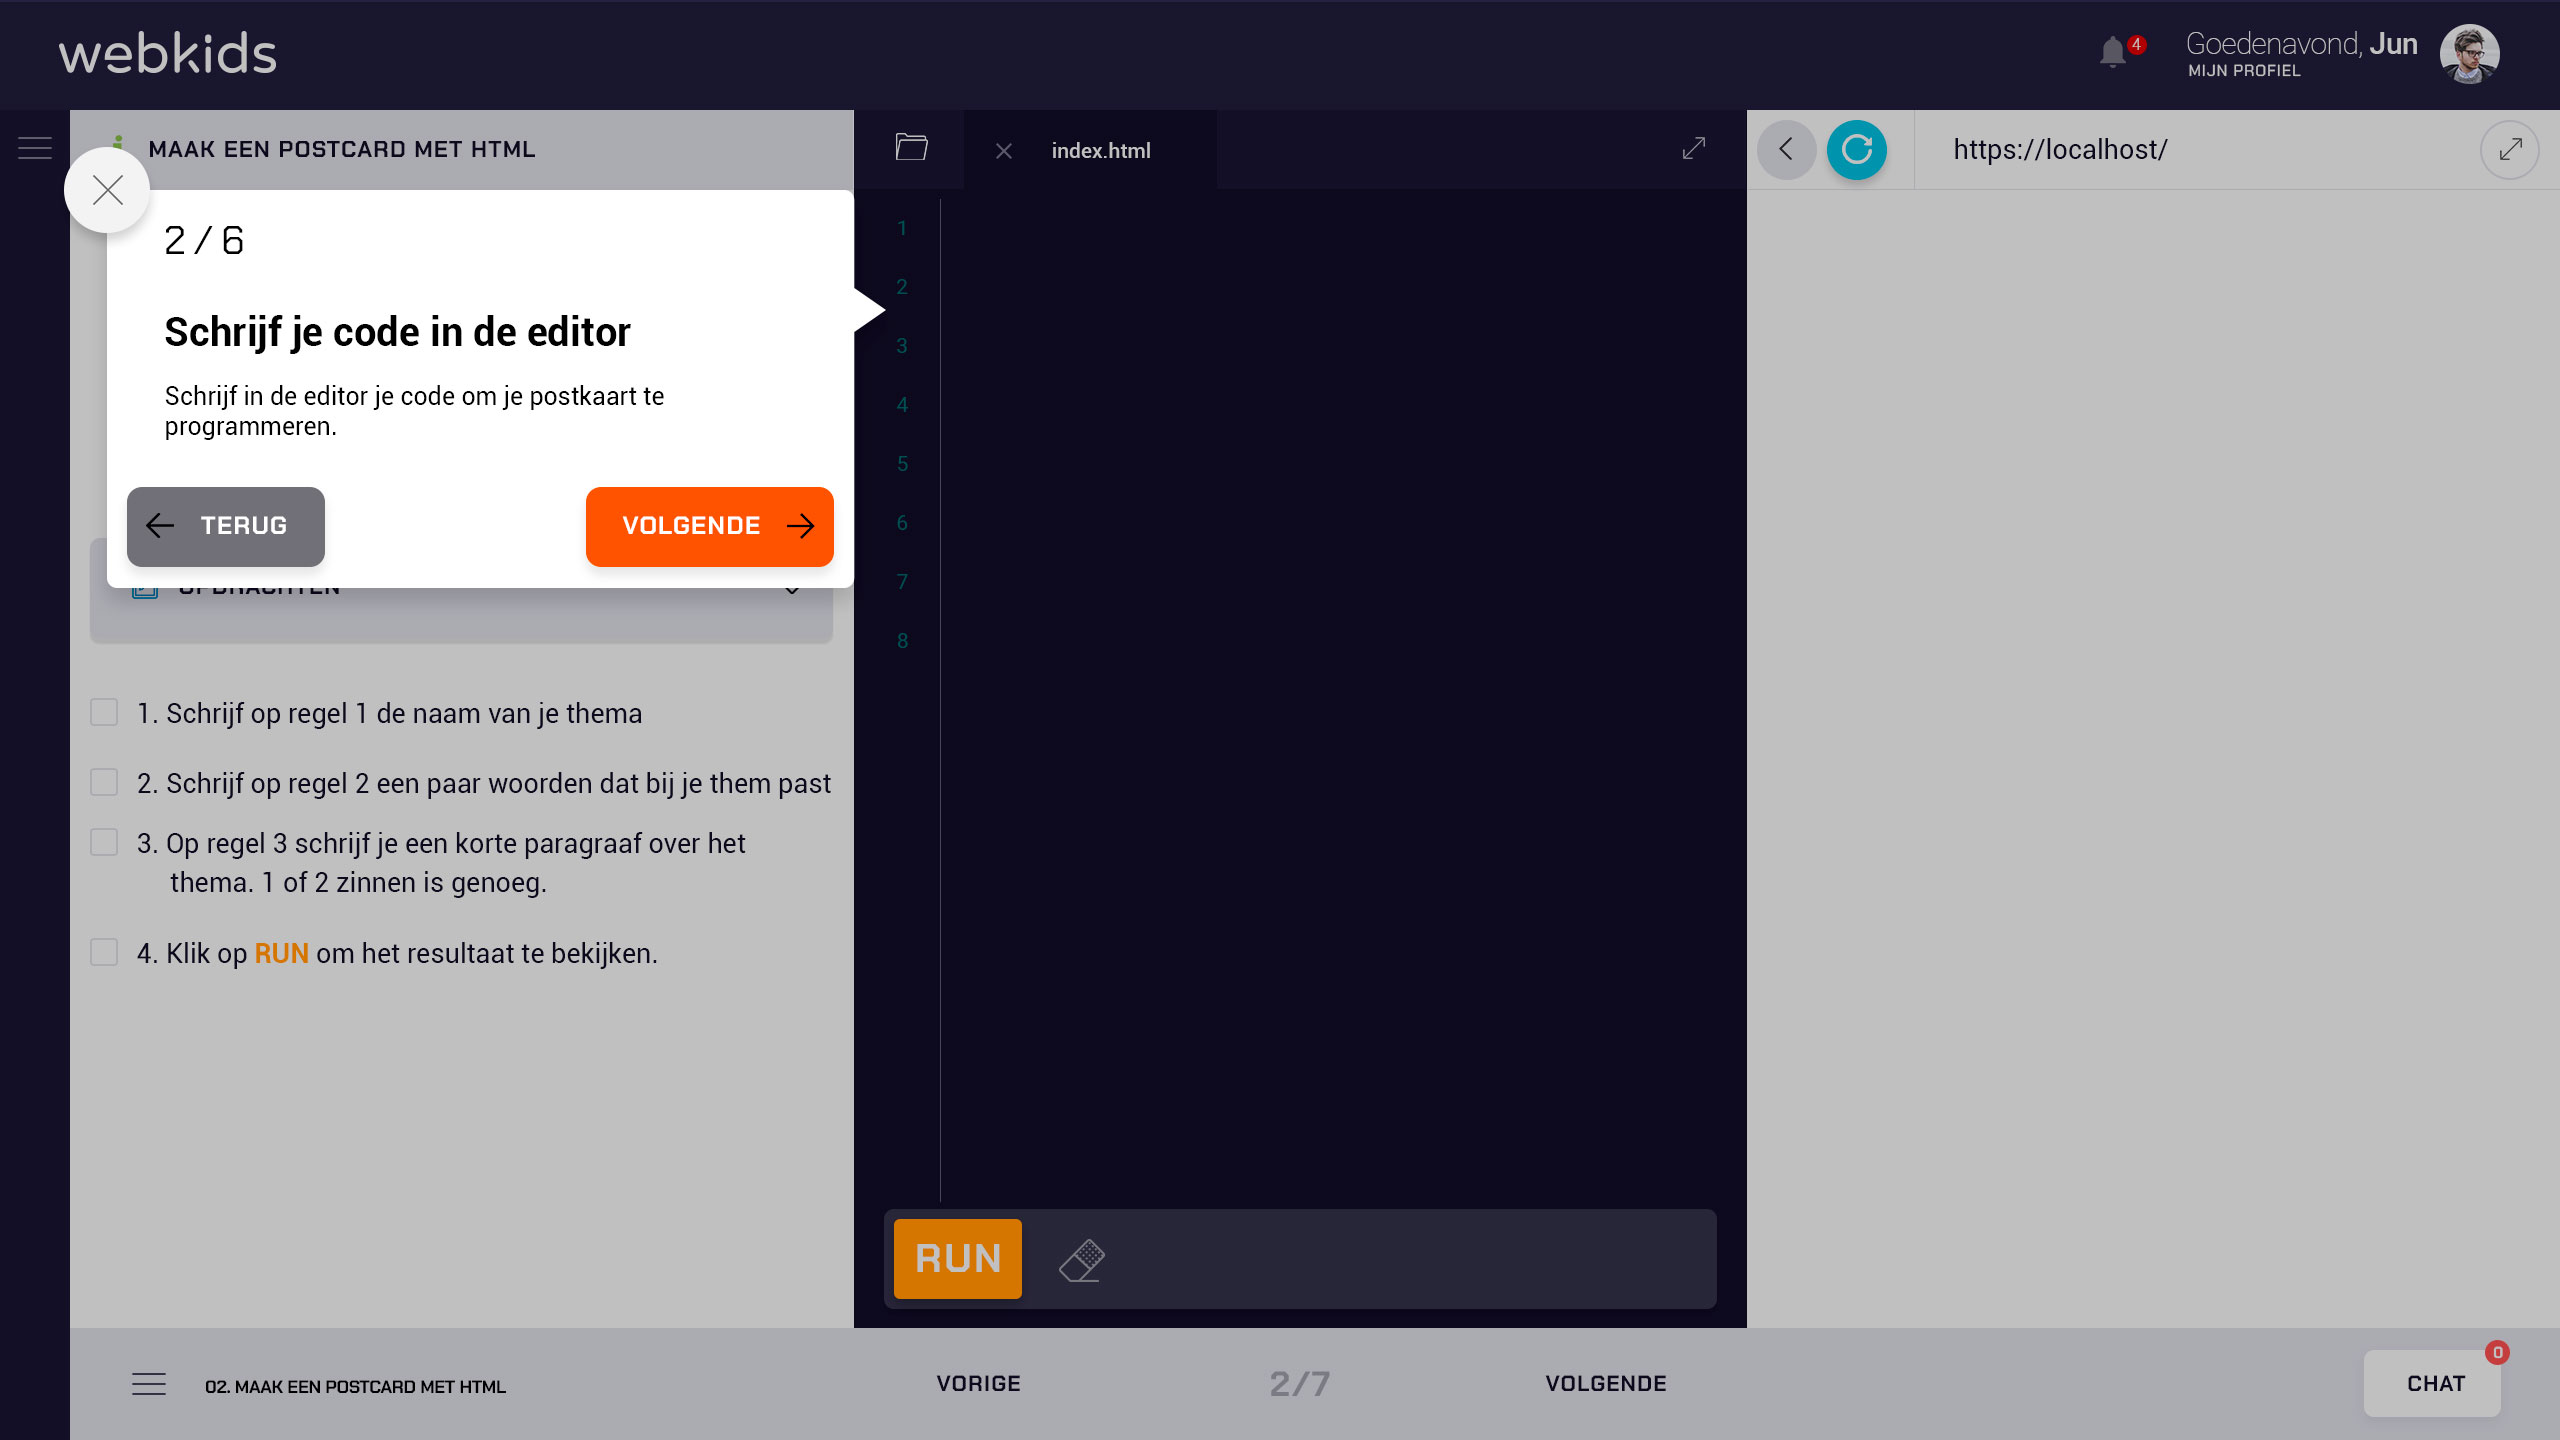 webkids
4
Goedenavond, Jun
MIJN PROFIEL
MAAK EEN POSTCARD MET HTML
2 / 6
Schrijf je code in de editor
Schrijf in de editor je code om je postkaart te
programmeren.
TERUG
VOLGENDE
OPDRACHTEN
1. Schrijf op regel 1 de naam van je thema
2. Schrijf op regel 2 een paar woorden dat bij je them past
3. Op regel 3 schrijf je een korte paragraaf over het
thema. 1 of 2 zinnen is genoeg.
4. Klik op RUN om het resultaat te bekijken.
index.html
1
2
3
4
5
6
7
8
RUN
https://localhost/
02. MAAK EEN POSTCARD MET HTML
VORIGE
2/7
VOLGENDE
CHAT
0